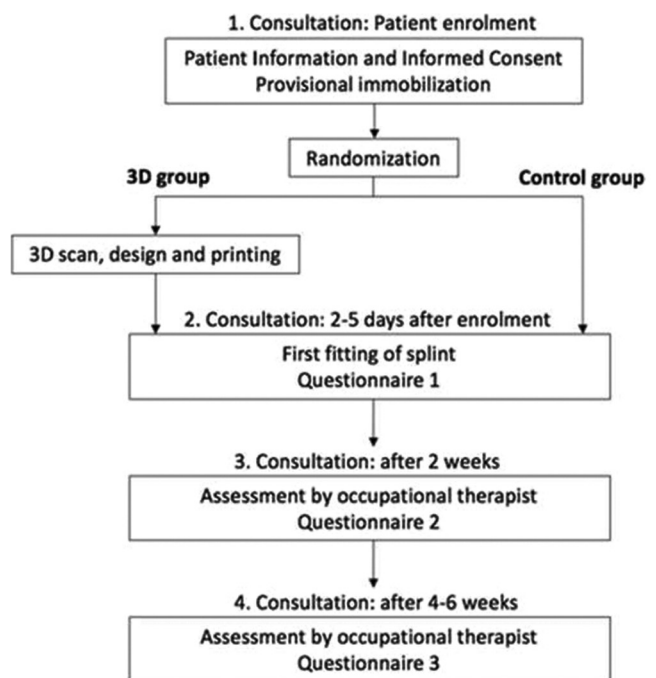 1. Consultation: Patient enrolment
Patient Information and Informed Consent
Provisional immobilization
Randomization
3D group
Control group
3D scan, design and printing
2. Consultation: 2-5 days after enrolment
First fitting of splint
Questionnaire 1
3. Consultation: after 2 weeks
Assessment by occupational therapist
Questionnaire 2
4. Consultation: after 4-6 weeks
Assessment by occupational therapist
Questionnaire 3